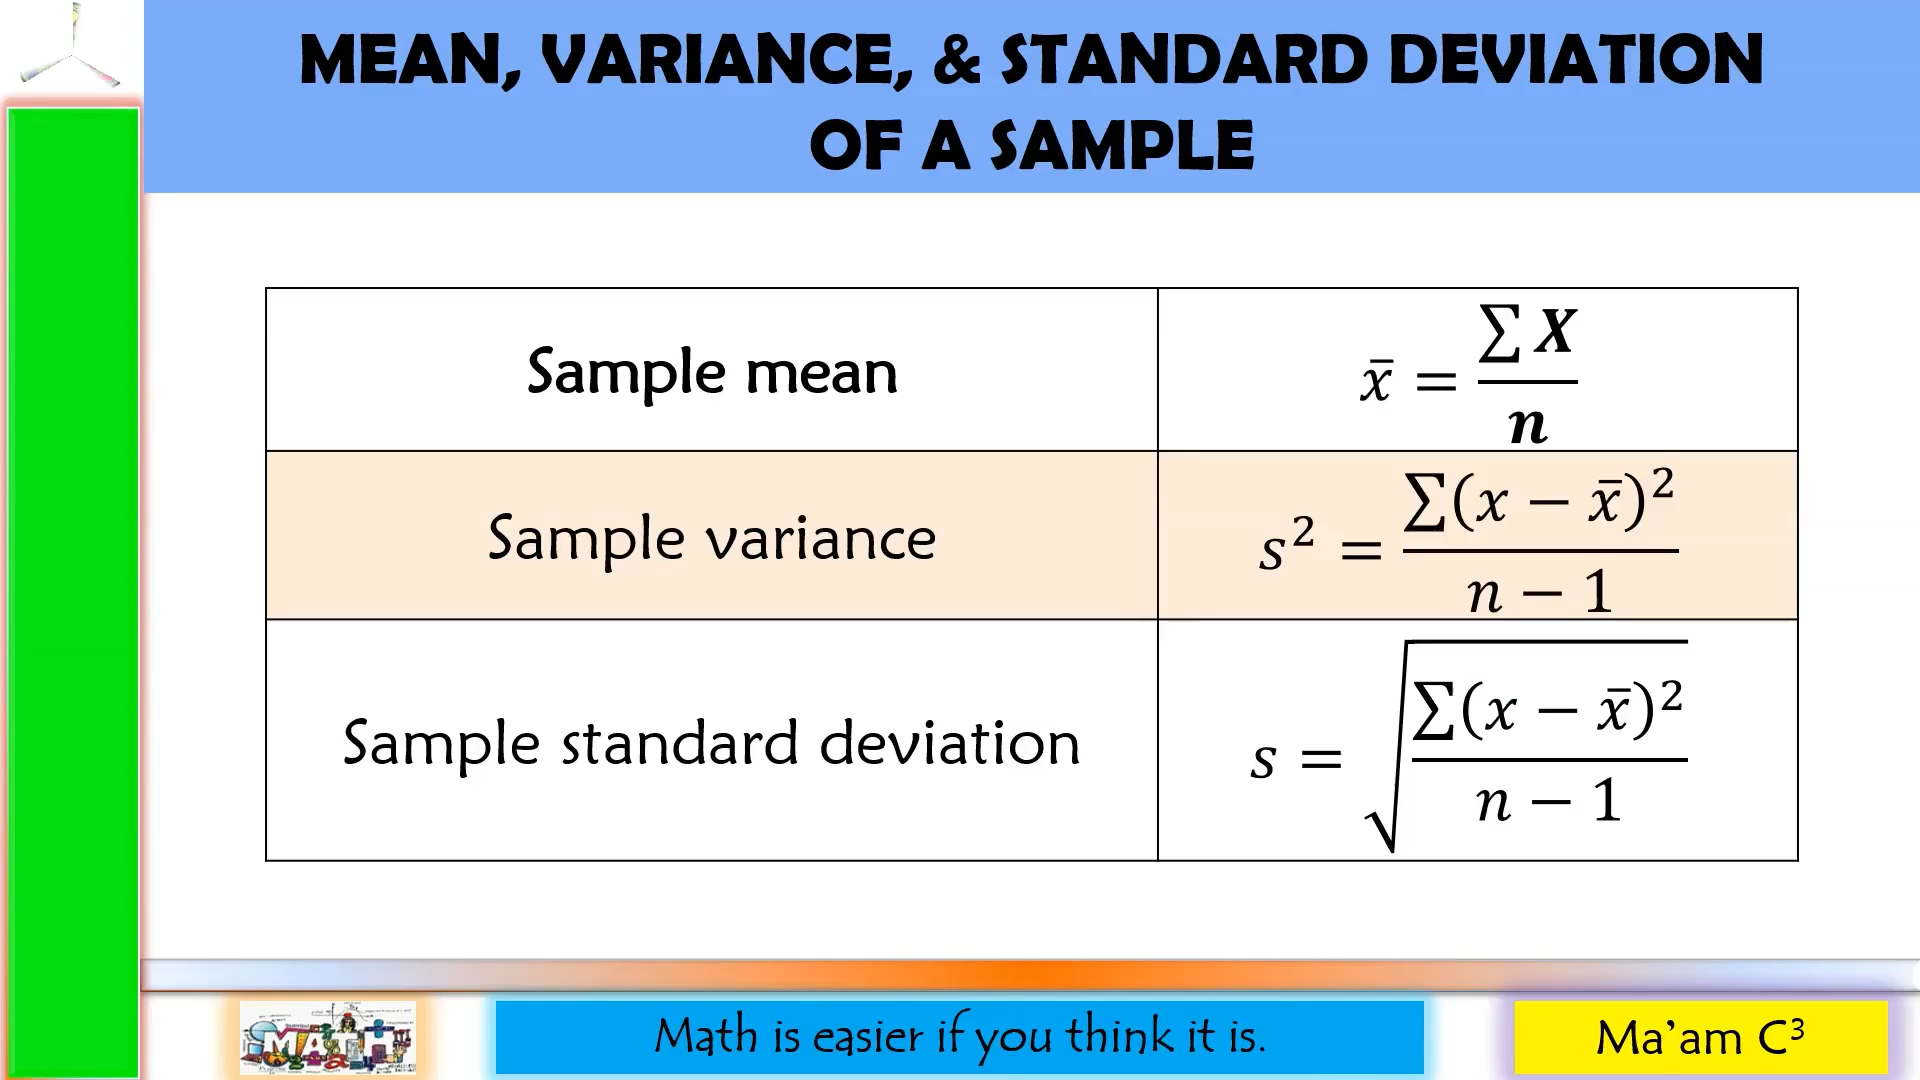 MEAN, VARIANCE, & STANDARD DEVIATION
OF A SAMPLE
Sample mean
x̄ = ∑ X / n
Sample variance
s² = ∑(x − x̄)² / n − 1
Sample standard deviation
s = √(∑(x − x̄)² / n − 1)
MATH
Math is easier if you think it is.
Ma’am C³